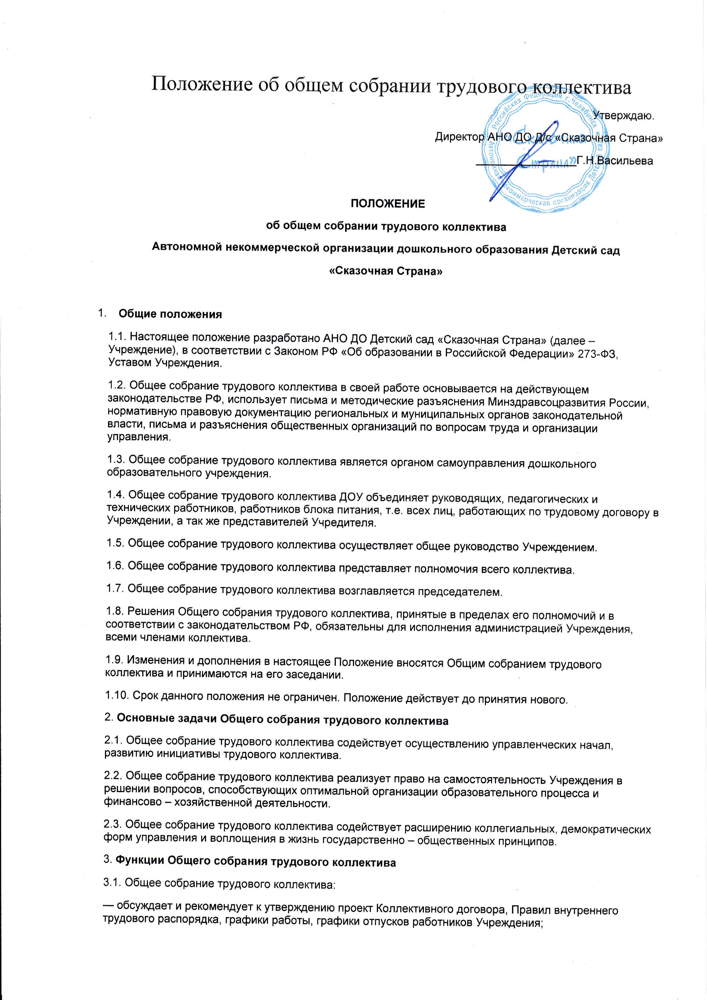 Положение об общем собрании трудового коллектива
Утверждаю.
Директор АНО ДО Д/с «Сказочная Страна»
Г.Н.Васильева
Российская Федерация г. Челябинск * Автономная некоммерческая организация Детский сад
«Сказочная
Страна»
ПОЛОЖЕНИЕ
об общем собрании трудового коллектива
Автономной некоммерческой организации дошкольного образования Детский сад
«Сказочная Страна»
1. Общие положения
1.1. Настоящее положение разработано АНО ДО Детский сад «Сказочная Страна» (далее –
Учреждение), в соответствии с Законом РФ «Об образовании в Российской Федерации» 273-ФЗ,
Уставом Учреждения.
1.2. Общее собрание трудового коллектива в своей работе основывается на действующем
законодательстве РФ, использует письма и методические разъяснения Минздравсоцразвития России,
нормативную правовую документацию региональных и муниципальных органов законодательной
власти, письма и разъяснения общественных организаций по вопросам труда и организации
управления.
1.3. Общее собрание трудового коллектива является органом самоуправления дошкольного
образовательного учреждения.
1.4. Общее собрание трудового коллектива ДОУ объединяет руководящих, педагогических и
технических работников, работников блока питания, т.е. всех лиц, работающих по трудовому договору в
Учреждении, а так же представителей Учредителя.
1.5. Общее собрание трудового коллектива осуществляет общее руководство Учреждением.
1.6. Общее собрание трудового коллектива представляет полномочия всего коллектива.
1.7. Общее собрание трудового коллектива возглавляется председателем.
1.8. Решения Общего собрания трудового коллектива, принятые в пределах его полномочий и в
соответствии с законодательством РФ, обязательны для исполнения администрацией Учреждения,
всеми членами коллектива.
1.9. Изменения и дополнения в настоящее Положение вносятся Общим собранием трудового
коллектива и принимаются на его заседании.
1.10. Срок данного положения не ограничен. Положение действует до принятия нового.
2. Основные задачи Общего собрания трудового коллектива
2.1. Общее собрание трудового коллектива содействует осуществлению управленческих начал,
развитию инициативы трудового коллектива.
2.2. Общее собрание трудового коллектива реализует право на самостоятельность Учреждения в
решении вопросов, способствующих оптимальной организации образовательного процесса и
финансово – хозяйственной деятельности.
2.3. Общее собрание трудового коллектива содействует расширению коллегиальных, демократических
форм управления и воплощения в жизнь государственно – общественных принципов.
3. Функции Общего собрания трудового коллектива
3.1. Общее собрание трудового коллектива:
— обсуждает и рекомендует к утверждению проект Коллективного договора, Правил внутреннего
трудового распорядка, графики работы, графики отпусков работников Учреждения;